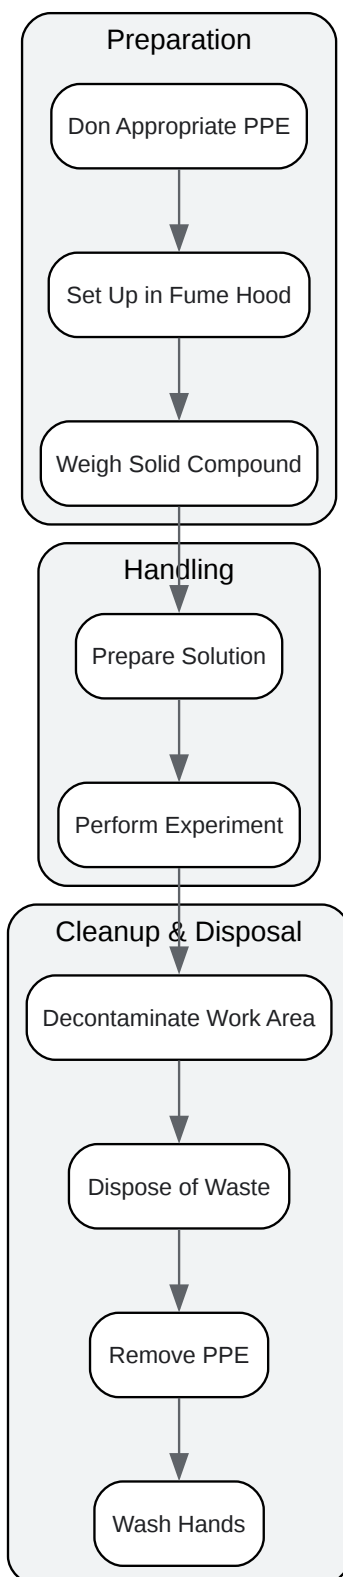 Preparation
Don Appropriate PPE
Set Up in Fume Hood
Weigh Solid Compound
Handling
Prepare Solution
Perform Experiment
Cleanup & Disposal
Decontaminate Work Area
Dispose of Waste
Remove PPE
Wash Hands